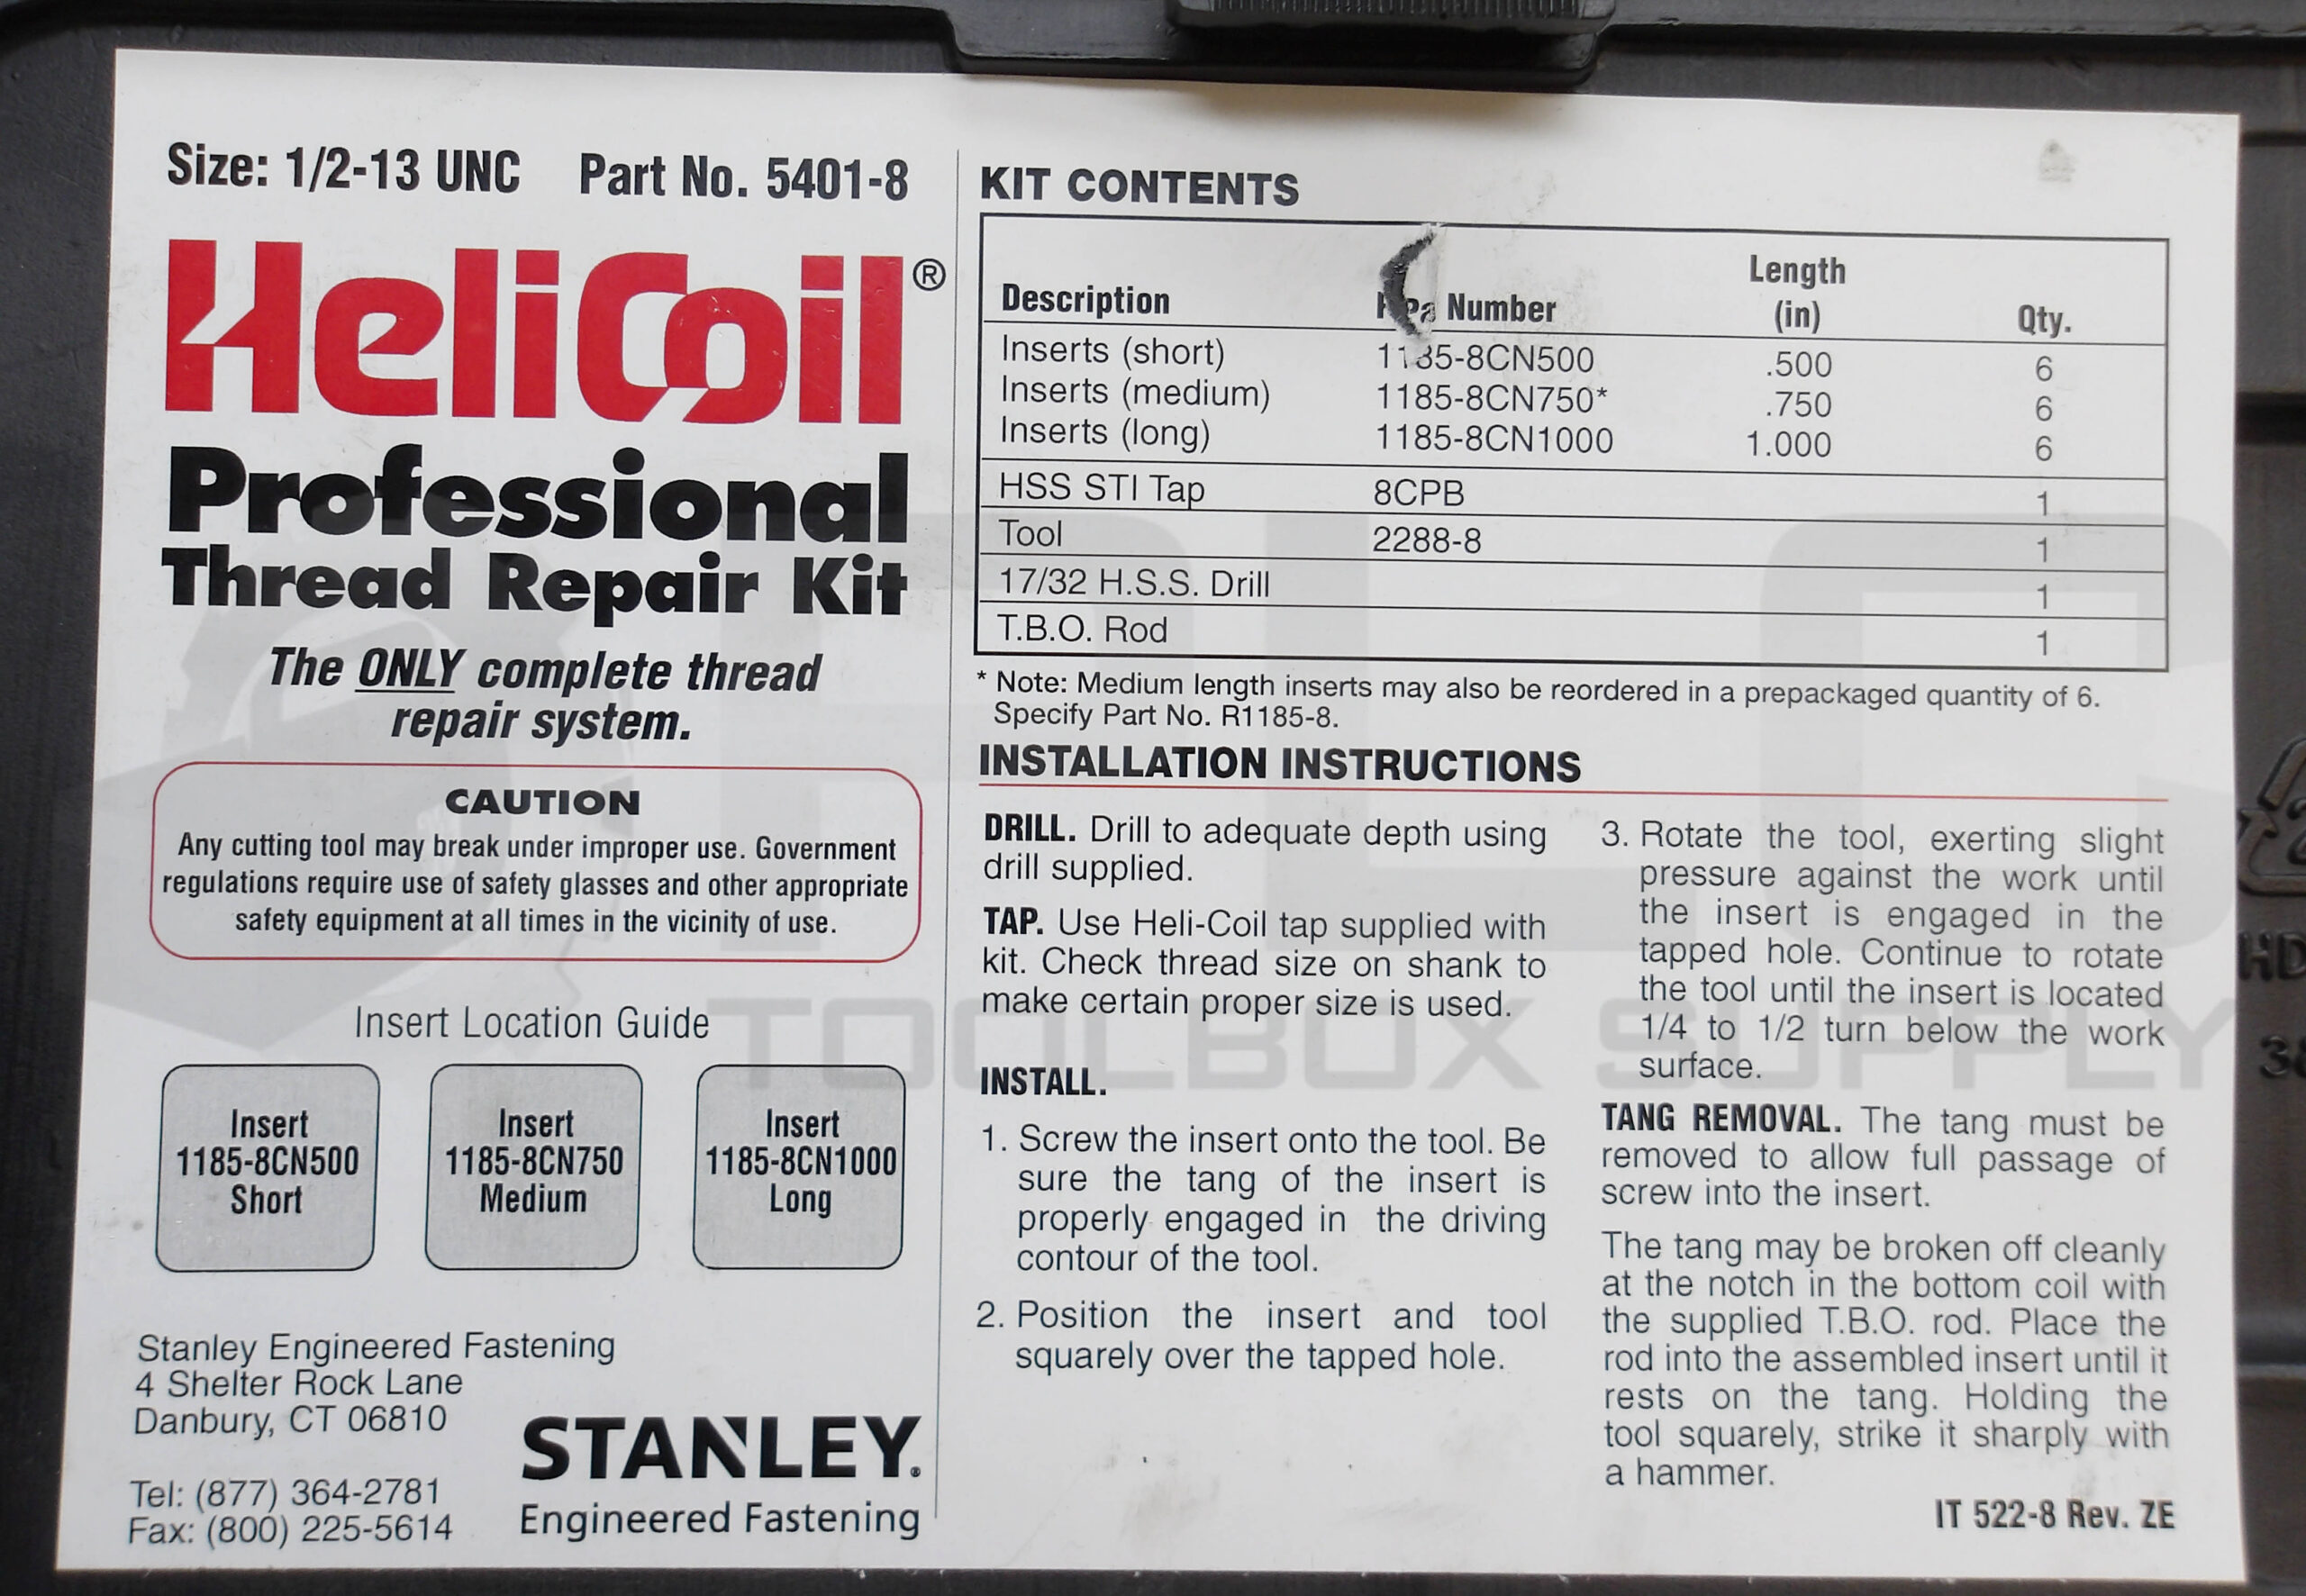 Size: 1/2-13 UNC Part No. 5401-8
HeliCoil®
Professional
Thread Repair Kit
The ONLY complete thread
repair system.
CAUTION
Any cutting tool may break under improper use. Government
regulations require use of safety glasses and other appropriate
safety equipment at all times in the vicinity of use.
Insert Location Guide
Insert
1185-8CN500
Short
Insert
1185-8CN750
Medium
Insert
1185-8CN1000
Long
Stanley Engineered Fastening
4 Shelter Rock Lane
Danbury, CT 06810
Tel: (877) 364-2781
Fax: (800) 225-5614
STANLEY®
Engineered Fastening
KIT CONTENTS
Description Number Length (in) Qty.
Inserts (short) 1185-8CN500 .500 6
Inserts (medium) 1185-8CN750* .750 6
Inserts (long) 1185-8CN1000 1.000 6
HSS STI Tap 8CPB 1
Tool 2288-8 1
17/32 H.S.S. Drill 1
T.B.O. Rod 1
* Note: Medium length inserts may also be reordered in a prepackaged quantity of 6.
Specify Part No. R1185-8.
INSTALLATION INSTRUCTIONS
DRILL. Drill to adequate depth using
drill supplied.
TAP. Use Heli-Coil tap supplied with
kit. Check thread size on shank to
make certain proper size is used.
INSTALL.
1. Screw the insert onto the tool. Be
sure the tang of the insert is
properly engaged in the driving
contour of the tool.
2. Position the insert and tool
squarely over the tapped hole.
3. Rotate the tool, exerting slight
pressure against the work until
the insert is engaged in the
tapped hole. Continue to rotate
the tool until the insert is located
1/4 to 1/2 turn below the work
surface.
TANG REMOVAL. The tang must be
removed to allow full passage of
screw into the insert.
The tang may be broken off cleanly
at the notch in the bottom coil with
the supplied T.B.O. rod. Place the
rod into the assembled insert until it
rests on the tang. Holding the
tool squarely, strike it sharply with
a hammer.
IT 522-8 Rev. ZE
PLC
TOOLBOX SUPPLY